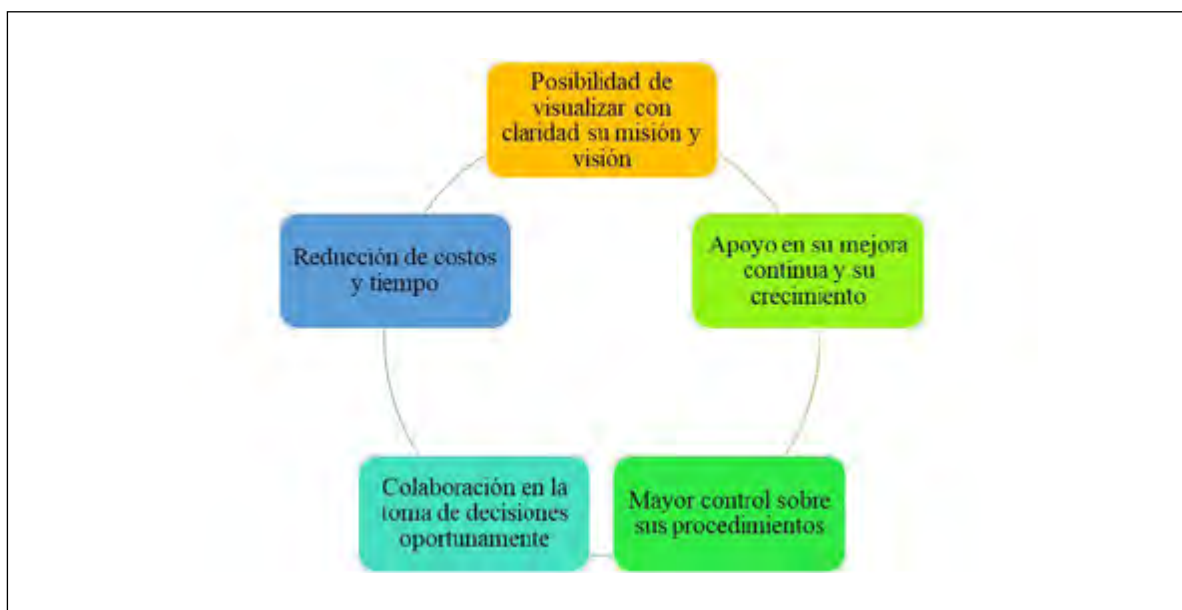 Posibilidad de
visualizar con
claridad su misión y
visión
Apoyo en su mejora
continua y su
crecimiento
Mayor control sobre
sus procedimientos
Colaboración en la
toma de decisiones
oportunamente
Reducción de costos
y tiempo